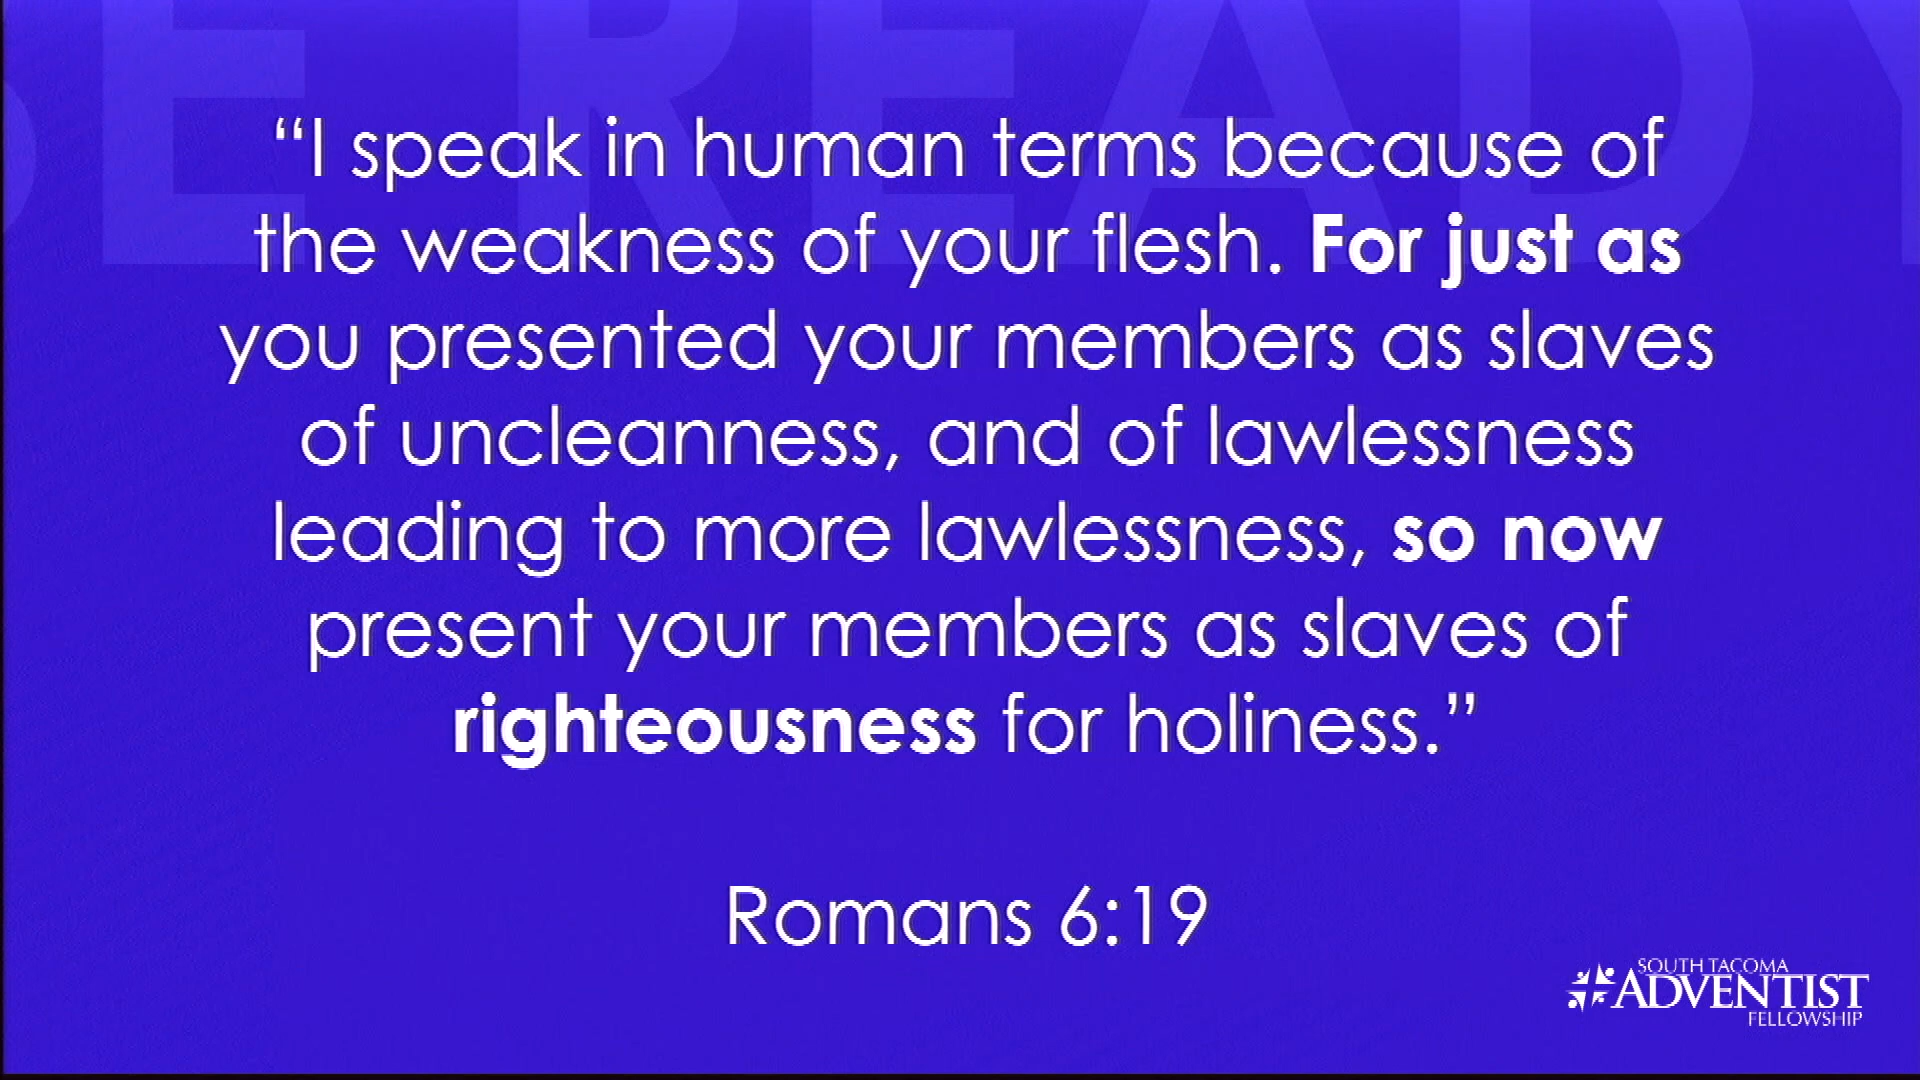 BE READY
“I speak in human terms because of
the weakness of your flesh. For just as
you presented your members as slaves
of uncleanness, and of lawlessness
leading to more lawlessness, so now
present your members as slaves of
righteousness for holiness.”
Romans 6:19
SOUTH TACOMA
ADVENTIST
FELLOWSHIP